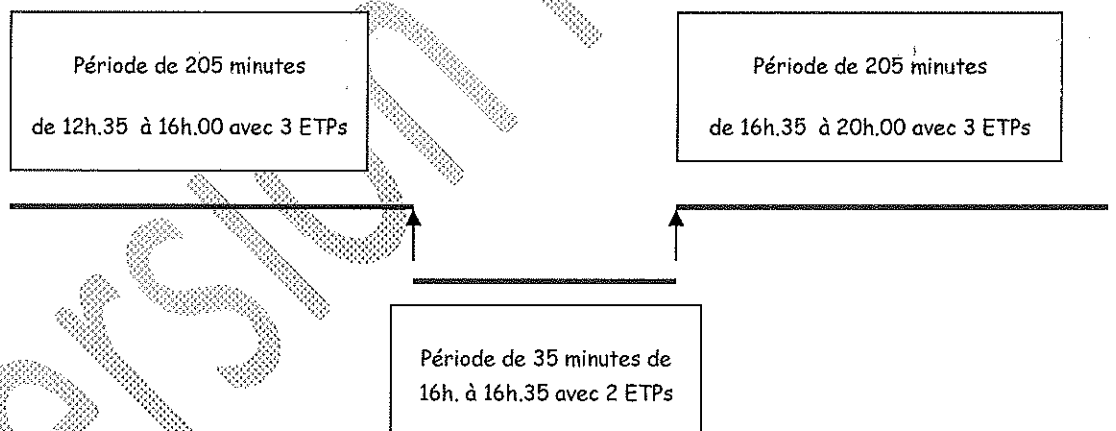 Période de 205 minutes
de 12h.35 à 16h.00 avec 3 ETPs
Période de 205 minutes
de 16h.35 à 20h.00 avec 3 ETPs
Période de 35 minutes de
16h. à 16h.35 avec 2 ETPs